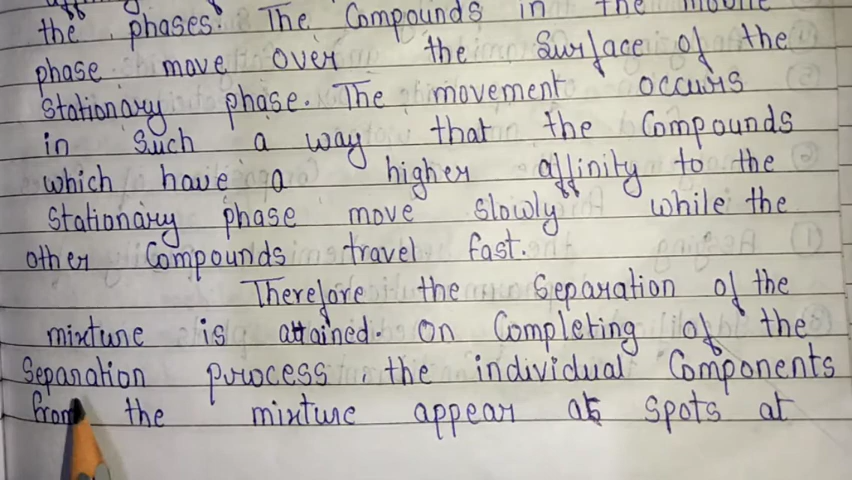 the phases. The Compounds in the mobile
phase move over the Surface of the
Stationary phase. The movement occurs
in Such a way that the Compounds
which have a higher affinity to the
Stationary phase move slowly while the
other Compounds travel fast.
Therefore the Separation of the
mixture is attained. On Completing of the
Separation process, the individual Components
from the mixture appear as spots at